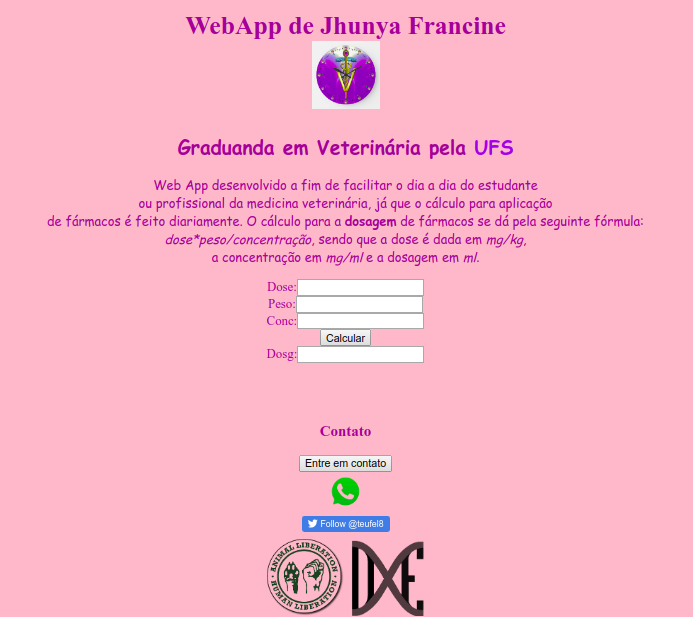 WebApp de Jhunya Francine
Graduanda em Veterinária pela UFS
Web App desenvolvido a fim de facilitar o dia a dia do estudante
ou profissional da medicina veterinária, já que o cálculo para aplicação
de fármacos é feito diariamente. O cálculo para a dosagem de fármacos se dá pela seguinte fórmula:
dose*peso/concentração, sendo que a dose é dada em mg/kg,
a concentração em mg/ml e a dosagem em ml.
Dose:
Peso:
Conc:
Calcular
Dosg:
Contato
Entre em contato
Follow @teufel8
ANIMAL LIBERATION
HUMAN LIBERATION